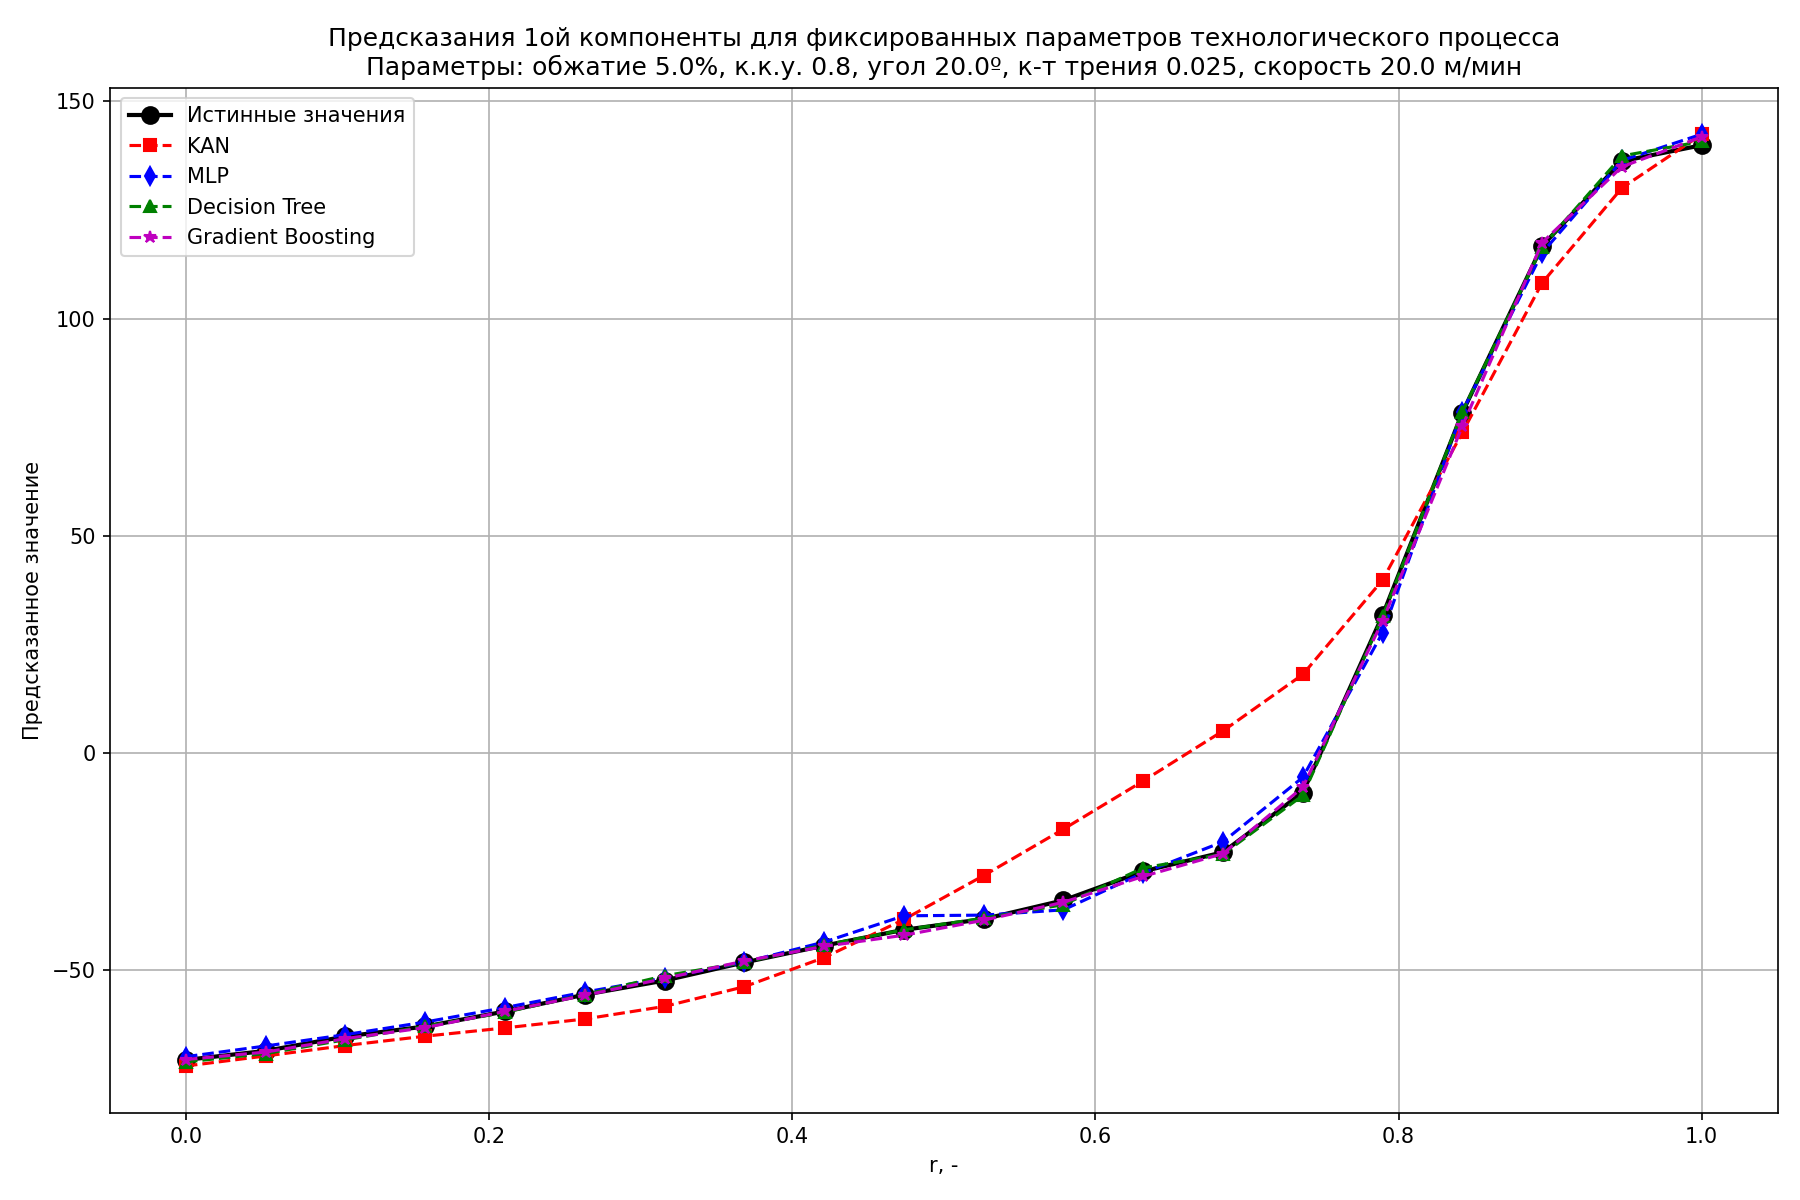 Предсказания 1ой компоненты для фиксированных параметров технологического процесса
Параметры: обжатие 5.0%, к.к.у. 0.8, угол 20.0º, к-т трения 0.025, скорость 20.0 м/мин
Истинные значения
KAN
MLP
Decision Tree
Gradient Boosting
Предсказанное значение
150
100
50
0
−50
0.0
0.2
0.4
0.6
0.8
1.0
r, -